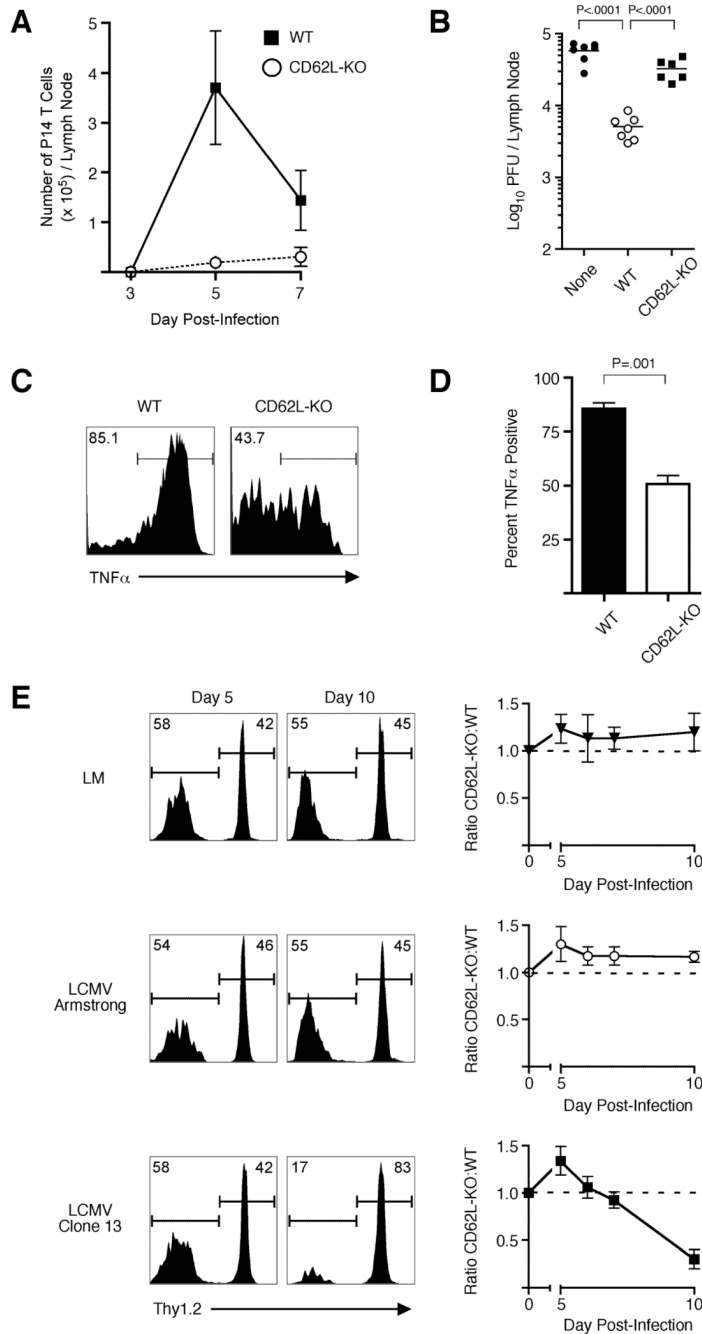 A
Number of P14 T Cells
(x 10⁵) / Lymph Node
5
4
3
2
1
WT
CD62L-KO
3
5
7
Day Post-Infection
B
P<.0001
P<.0001
Log₁₀ PFU / Lymph Node
5
4
3
2
None
WT
CD62L-KO
C
WT
CD62L-KO
85.1
43.7
TNFα
D
P=.001
Percent TNFα Positive
100
75
50
25
WT
CD62L-KO
E
Day 5
Day 10
LM
58
42
55
45
Ratio CD62L-KO:WT
1.5
1.0
0.5
0
5
10
Day Post-Infection
LCMV
Armstrong
54
46
55
45
Ratio CD62L-KO:WT
1.5
1.0
0.5
0
5
10
Day Post-Infection
LCMV
Clone 13
58
42
17
83
Thy1.2
Ratio CD62L-KO:WT
1.5
1.0
0.5
0
5
10
Day Post-Infection